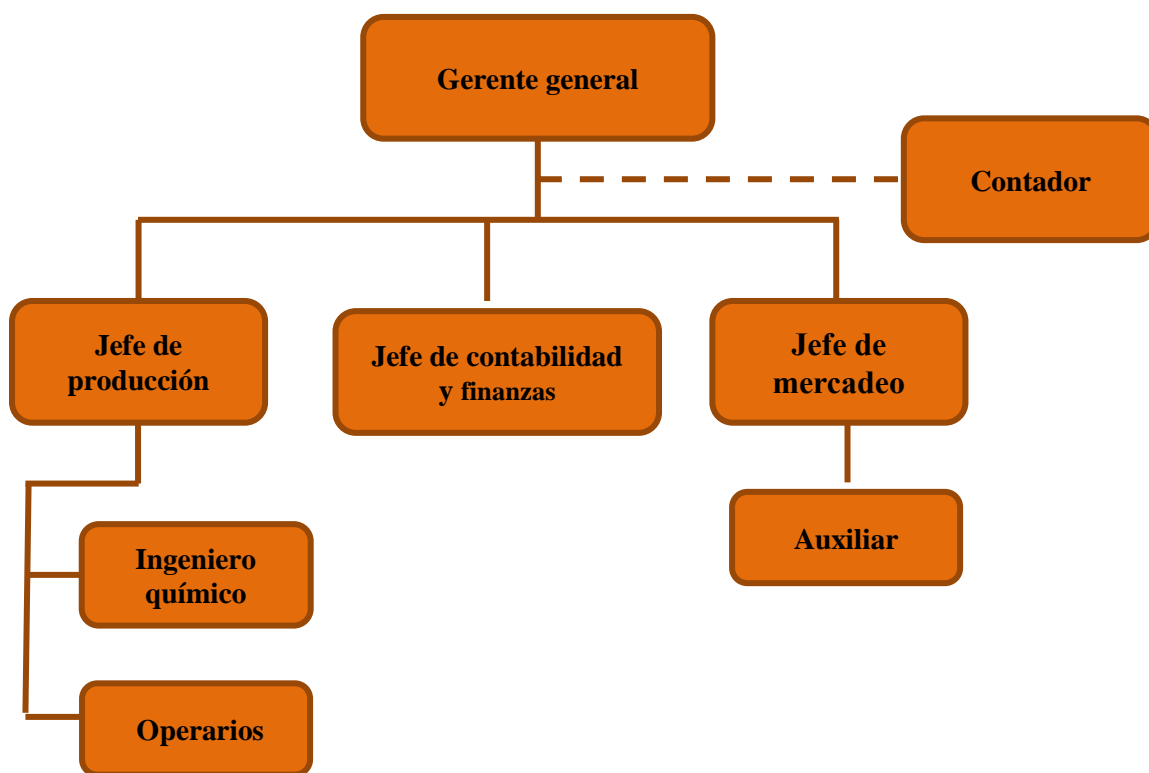 Gerente general
Contador
Jefe de
producción
Jefe de contabilidad
y finanzas
Jefe de
mercadeo
Ingeniero
químico
Auxiliar
Operarios